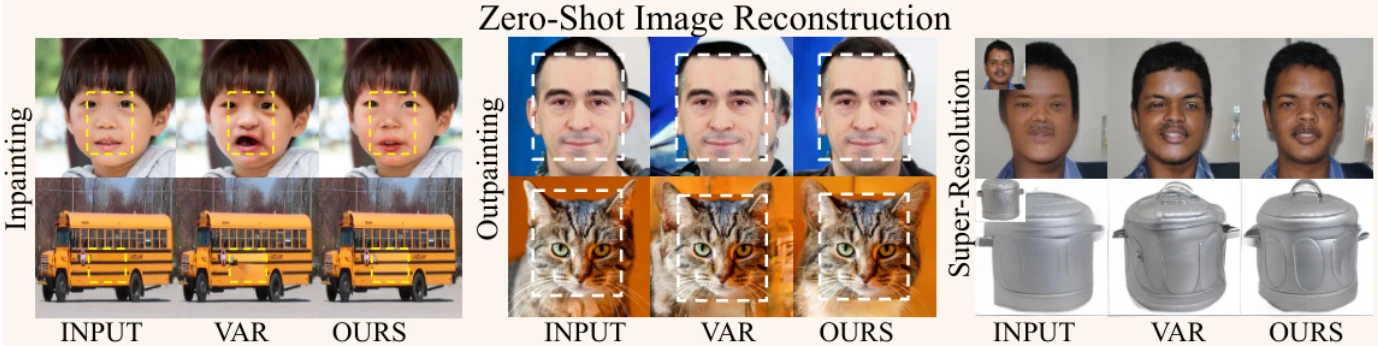 Zero-Shot Image Reconstruction
Inpainting
Outpainting
Super-Resolution
INPUT VAR OURS INPUT VAR OURS INPUT VAR OURS